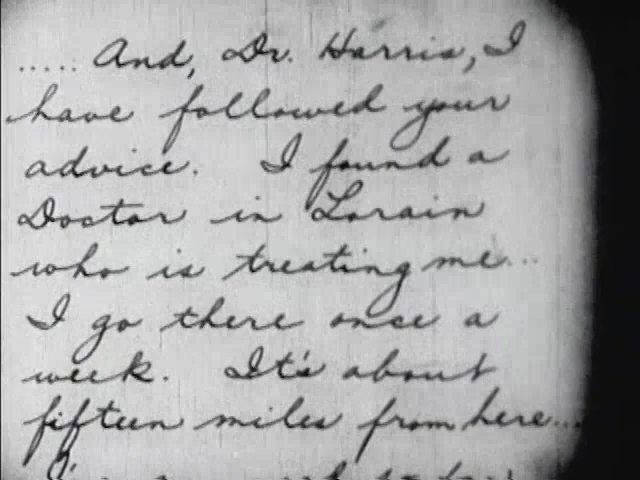 ..... And, Dr. Harris, I
have followed your
advice. I found a
Doctor in Lorain
who is treating me...
I go there once a
week. It's about
fifteen miles from here...